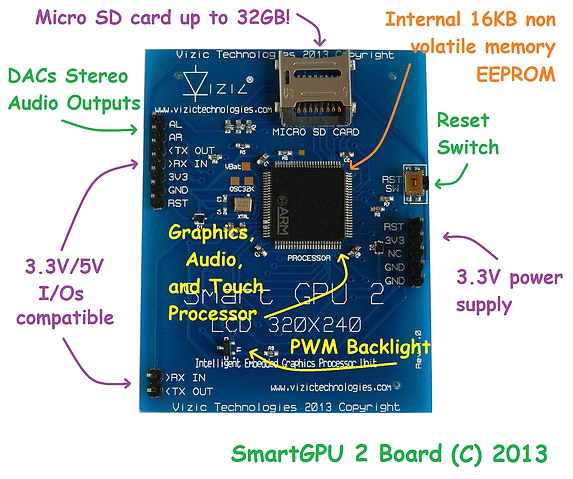 Micro SD card up to 32GB!
Internal 16KB non
volatile memory
EEPROM
DACs Stereo
Audio Outputs
Vizic Technologies 2013 Copyright
VIZIC®
www.vizictechnologies.com
MICRO SD CARD
Reset
Switch
AL
AR
<TX OUT
>RX IN
3V3
GND
RST
VBat
OSC32K
XTAL
ARM
PROCESSOR
RST
SW
RST
3V3
NC
GND
GND
Graphics,
Audio,
and Touch
Processor
3.3V/5V
I/Os
compatible
3.3V power
supply
Smart GPU 2
LCD 320X240
PWM Backlight
Intelligent Embedded Graphics Processor Unit
>RX IN
<TX OUT
www.vizictechnologies.com
Vizic Technologies 2013 Copyright
SmartGPU 2 Board (C) 2013